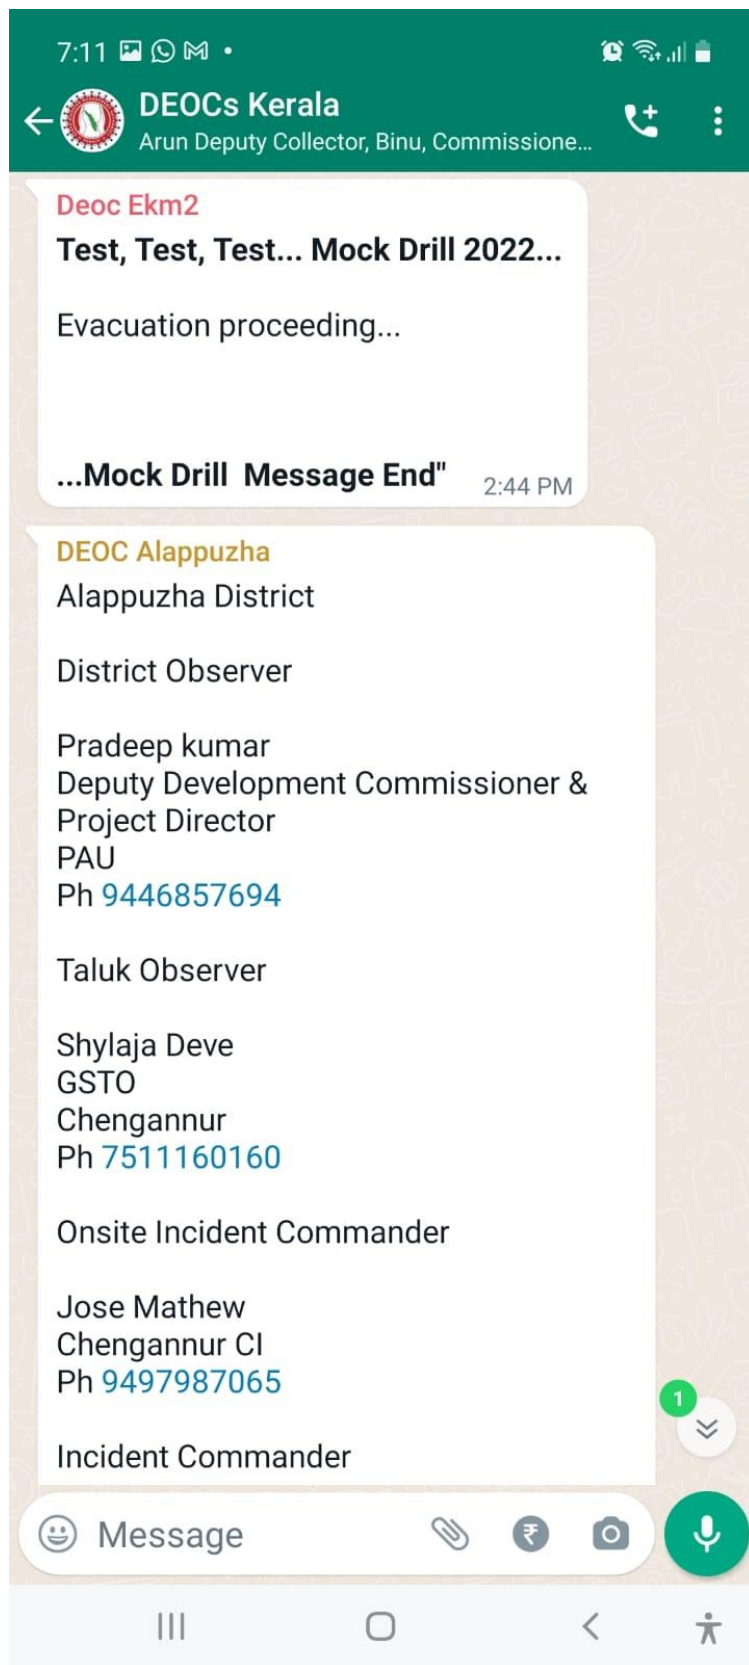 7:11
DEOCs Kerala
Arun Deputy Collector, Binu, Commissione...
Deoc Ekm2
Test, Test, Test... Mock Drill 2022...
Evacuation proceeding...
...Mock Drill  Message End"
2:44 PM
DEOC Alappuzha
Alappuzha District
District Observer
Pradeep kumar
Deputy Development Commissioner &
Project Director
PAU
Ph 9446857694
Taluk Observer
Shylaja Deve
GSTO
Chengannur
Ph 7511160160
Onsite Incident Commander
Jose Mathew
Chengannur CI
Ph 9497987065
1
Incident Commander
Message